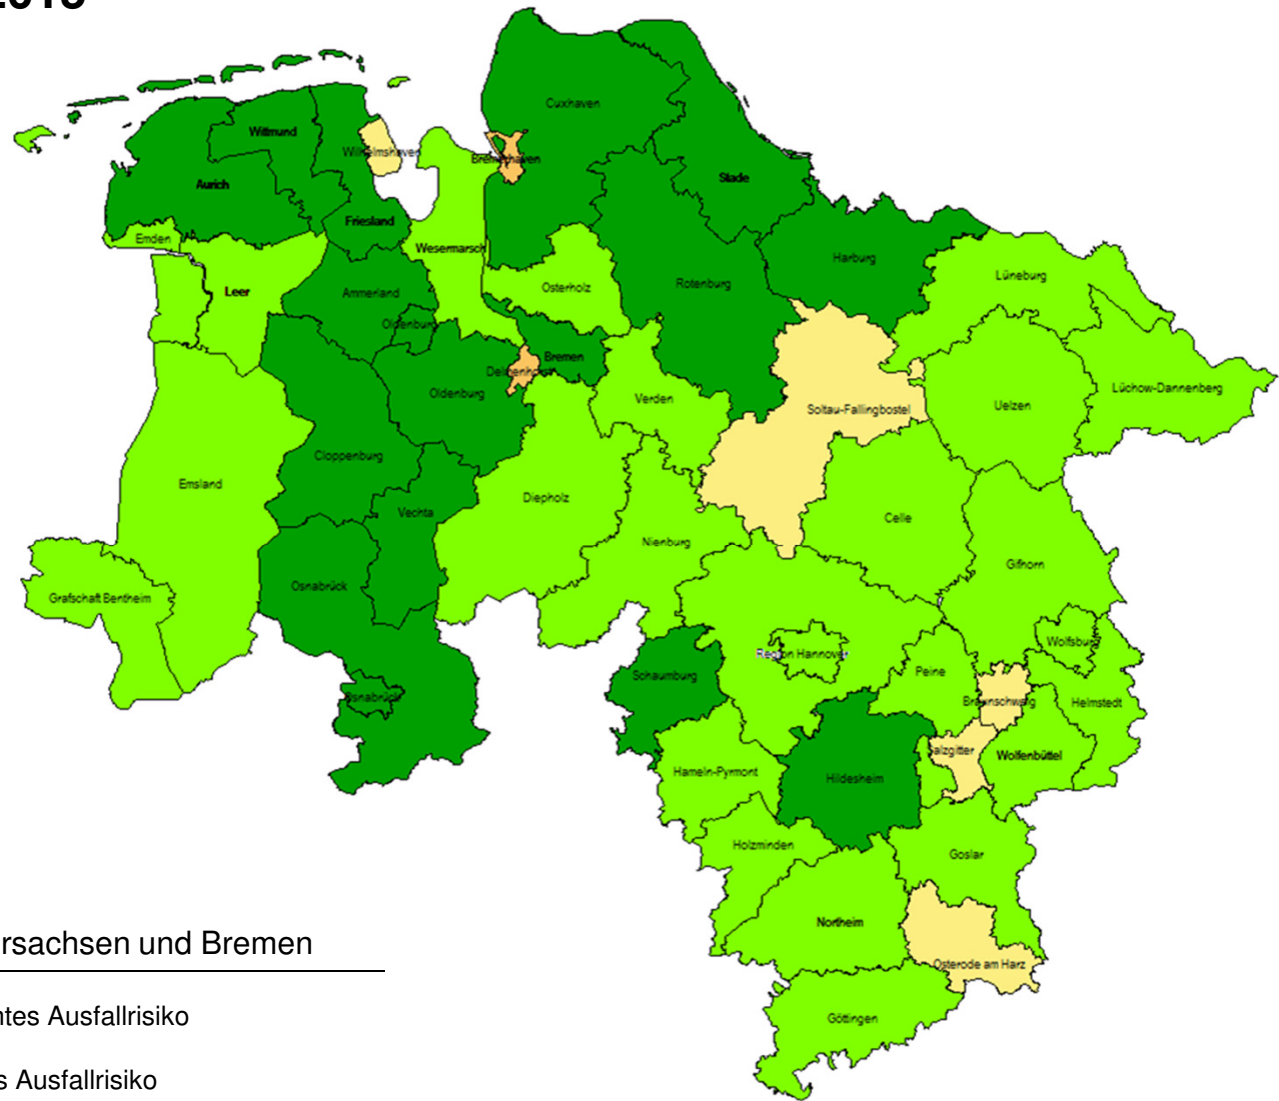 Cuxhaven
Wittmund
Wilhelmshaven
Bremerhaven
Aurich
Stade
Friesland
Emden
Wesermarsch
Harburg
Lüneburg
Leer
Ammerland
Osterholz
Rotenburg
Oldenburg
Bremen
Delmenhorst
Oldenburg
Verden
Soltau-Fallingbostel
Uelzen
Lüchow-Dannenberg
Cloppenburg
Emsland
Diepholz
Vechta
Celle
Nienburg
Gifhorn
Osnabrück
Grafschaft Bentheim
Wolfsburg
Region Hannover
Schaumburg
Peine
Osnabrück
Braunschweig
Helmstedt
Salzgitter
Wolfenbüttel
Hameln-Pyrmont
Hildesheim
Holzminden
Goslar
Northeim
rsachsen und Bremen
Osterode am Harz
tes Ausfallrisiko
Göttingen
s Ausfallrisiko